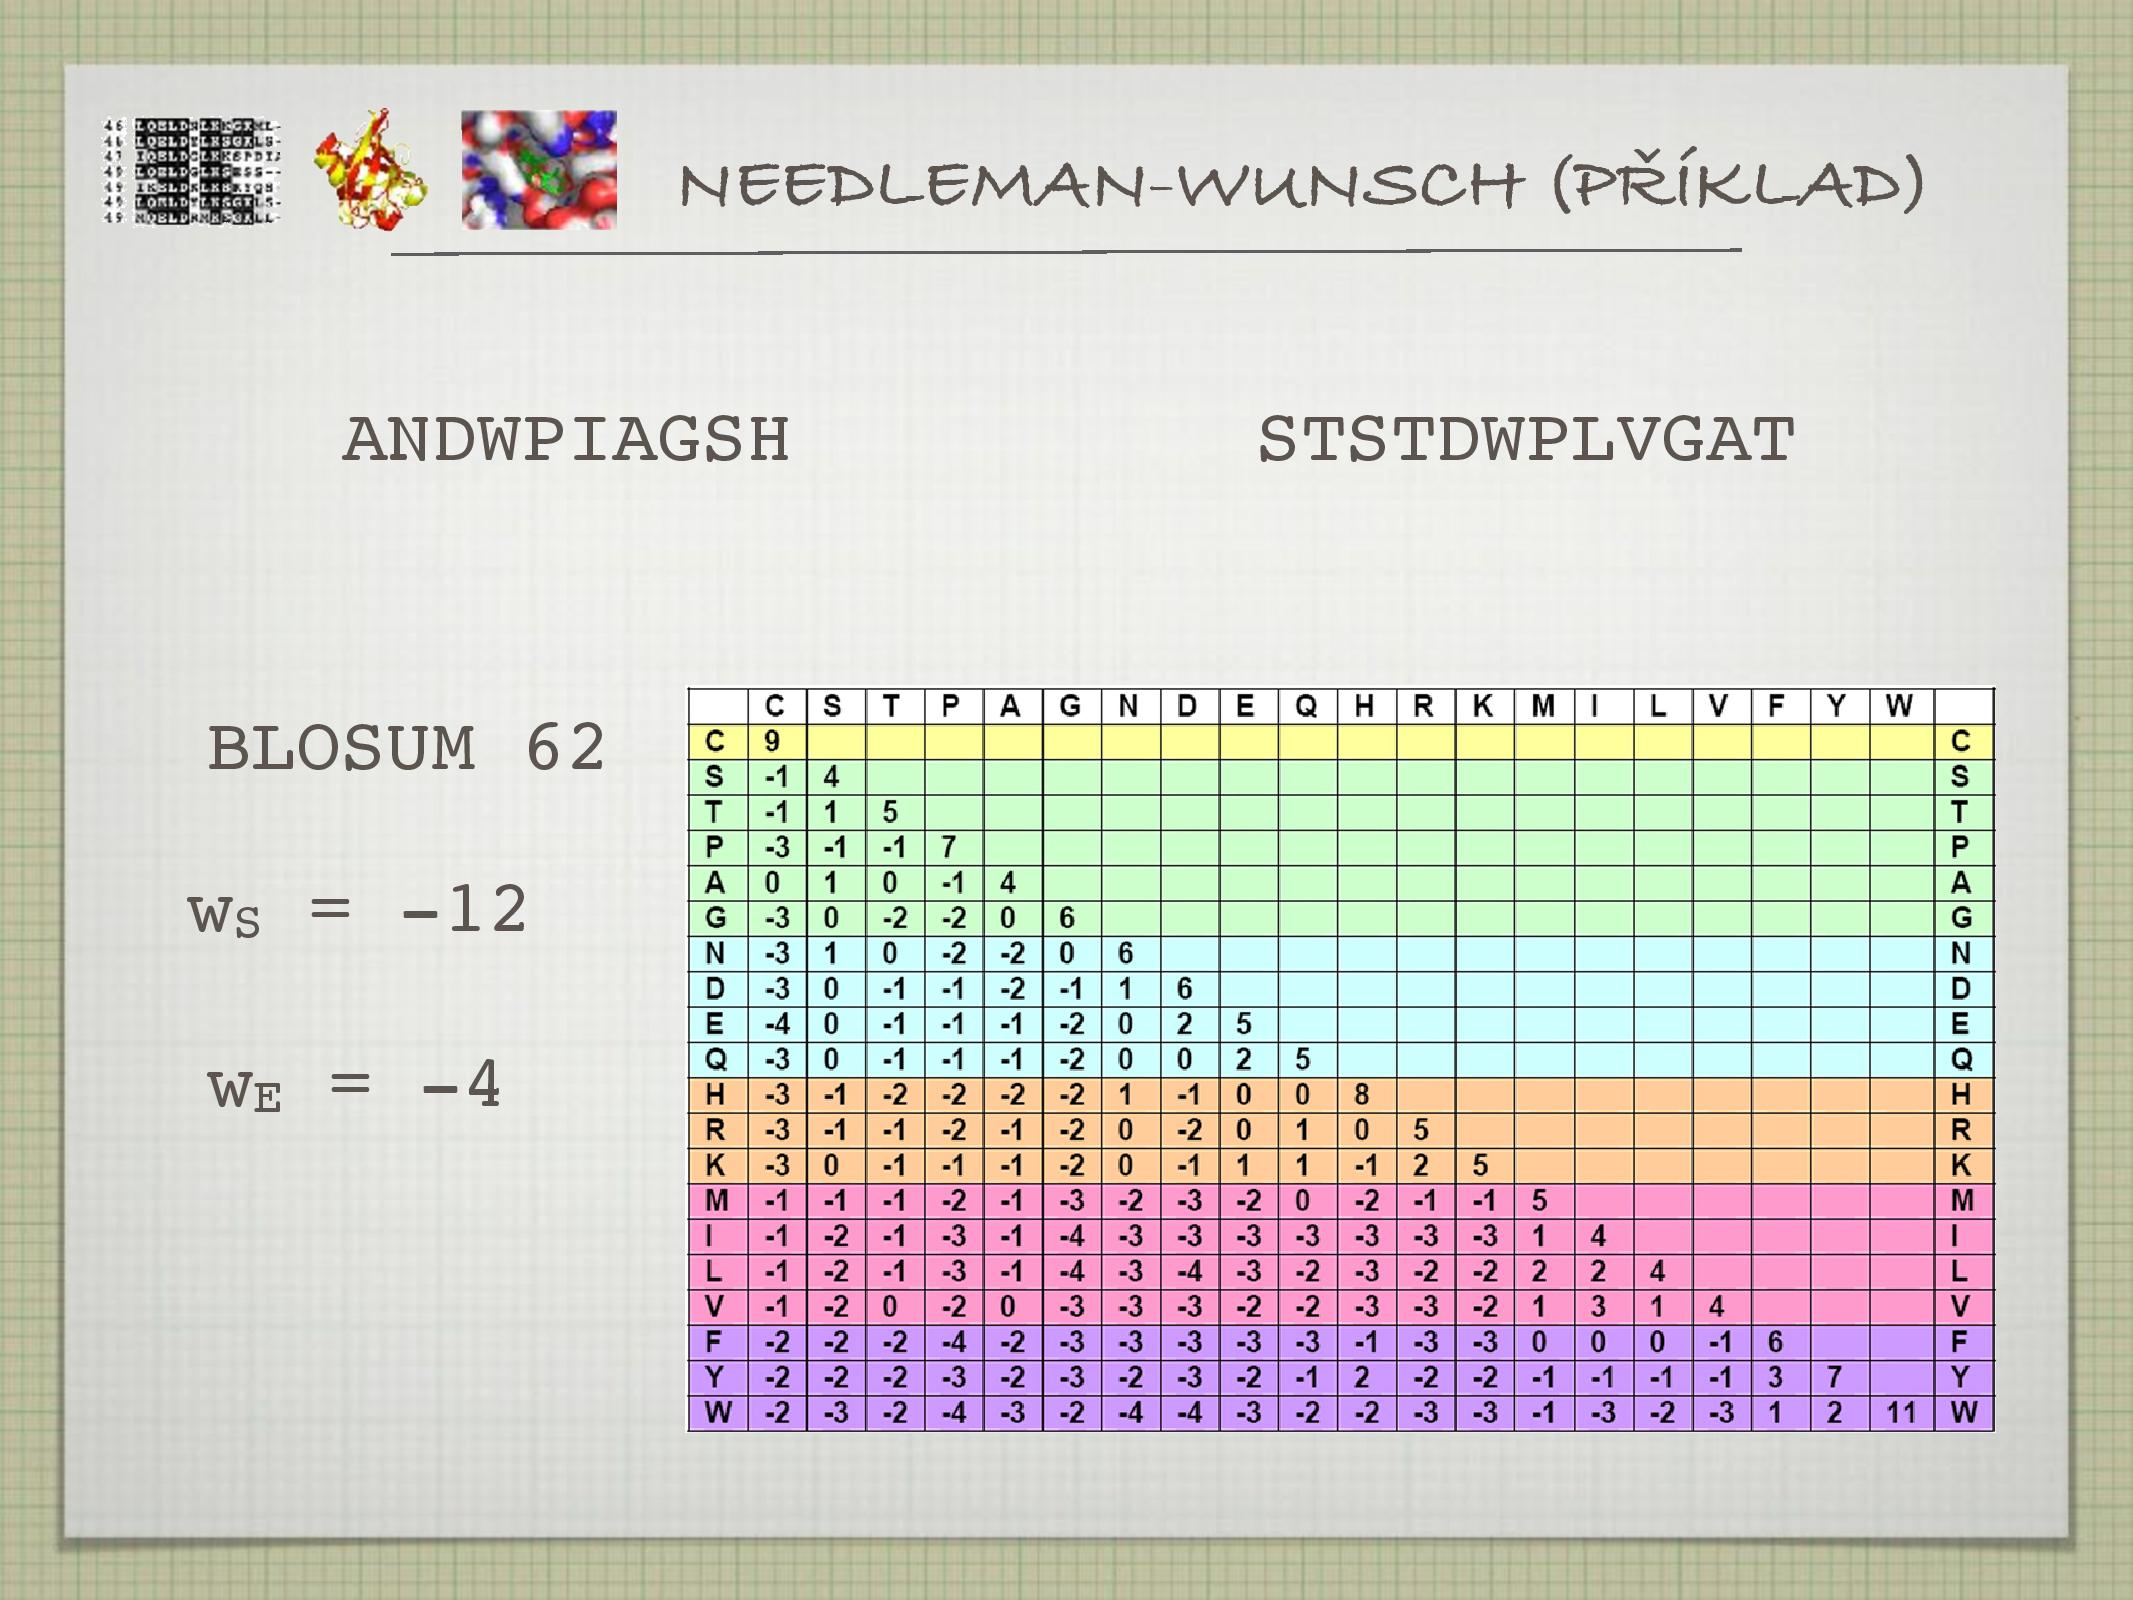 NEEDLEMAN-WUNSCH (PŘÍKLAD)
ANDWPIAGSH
STSTDWPLVGAT
BLOSUM 62
wS = -12
wE = -4
C S T P A G N D E Q H R K M I L V F Y W
C 9 C
S -1 4 S
T -1 1 5 T
P -3 -1 -1 7 P
A 0 1 0 -1 4 A
G -3 0 -2 -2 0 6 G
N -3 1 0 -2 -2 0 6 N
D -3 0 -1 -1 -2 -1 1 6 D
E -4 0 -1 -1 -1 -2 0 2 5 E
Q -3 0 -1 -1 -1 -2 0 0 2 5 Q
H -3 -1 -2 -2 -2 -2 1 -1 0 0 8 H
R -3 -1 -1 -2 -1 -2 0 -2 0 1 0 5 R
K -3 0 -1 -1 -1 -2 0 -1 1 1 -1 2 5 K
M -1 -1 -1 -2 -1 -3 -2 -3 -2 0 -2 -1 -1 5 M
I -1 -2 -1 -3 -1 -4 -3 -3 -3 -3 -3 -3 -3 1 4 I
L -1 -2 -1 -3 -1 -4 -3 -4 -3 -2 -3 -2 -2 2 2 4 L
V -1 -2 0 -2 0 -3 -3 -3 -2 -2 -3 -3 -2 1 3 1 4 V
F -2 -2 -2 -4 -2 -3 -3 -3 -3 -3 -1 -3 -3 0 0 0 -1 6 F
Y -2 -2 -2 -3 -2 -3 -2 -3 -2 -1 2 -2 -2 -1 -1 -1 -1 3 7 Y
W -2 -3 -2 -4 -3 -2 -4 -4 -3 -2 -2 -3 -3 -1 -3 -2 -3 1 2 11 W